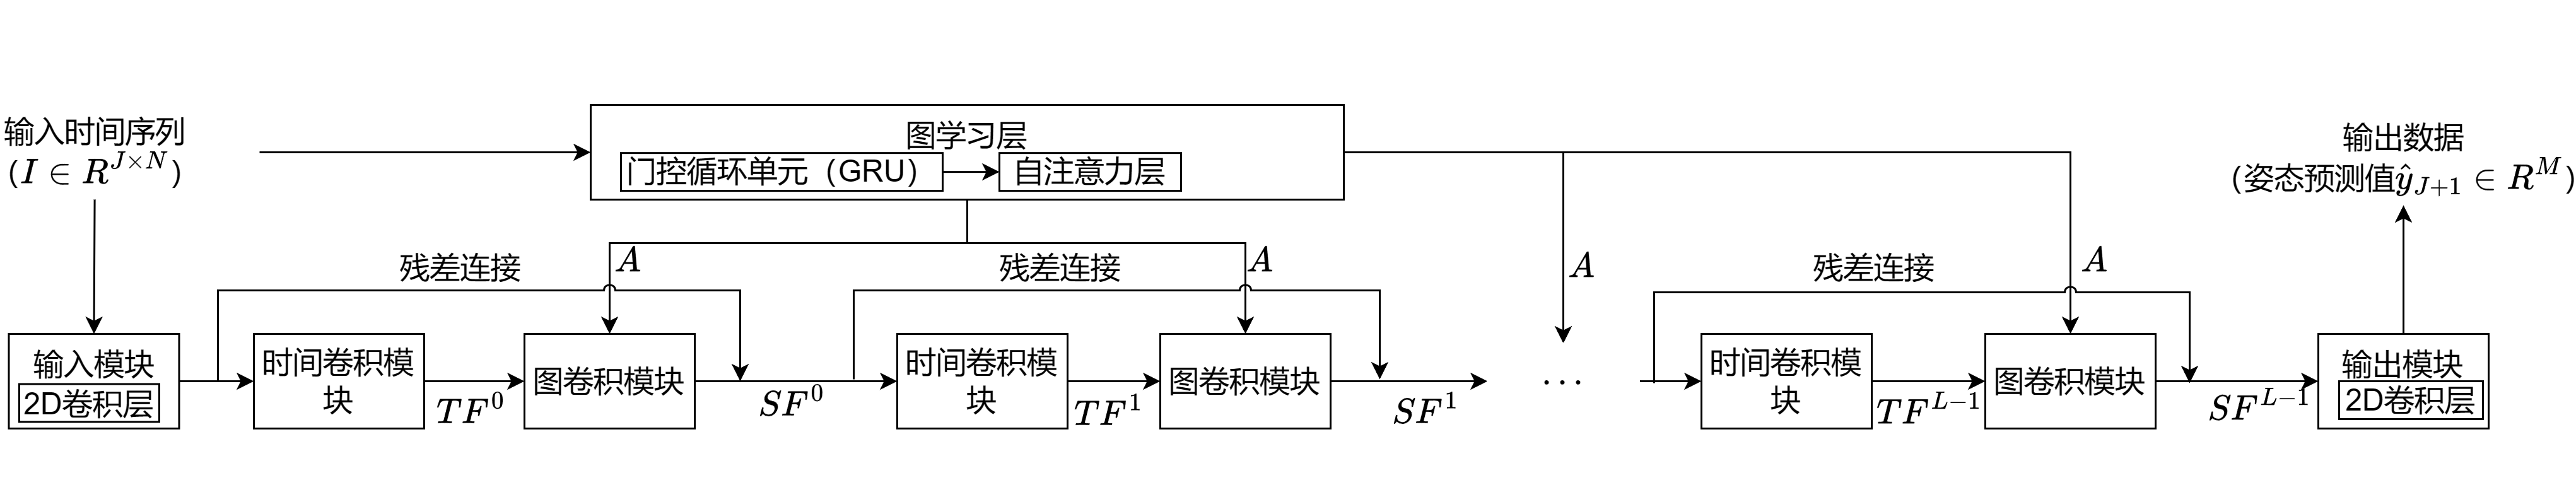 输入时间序列
（I ∈ R^{J×N}）
图学习层
门控循环单元（GRU）
自注意力层
输出数据
（姿态预测值ŷ_{J+1} ∈ R^M）
残差连接
A
残差连接
A
A
残差连接
A
输入模块
2D卷积层
时间卷积模
块
TF^0
图卷积模块
SF^0
时间卷积模
块
TF^1
图卷积模块
SF^1
···
时间卷积模
块
TF^{L-1}
图卷积模块
SF^{L-1}
输出模块
2D卷积层